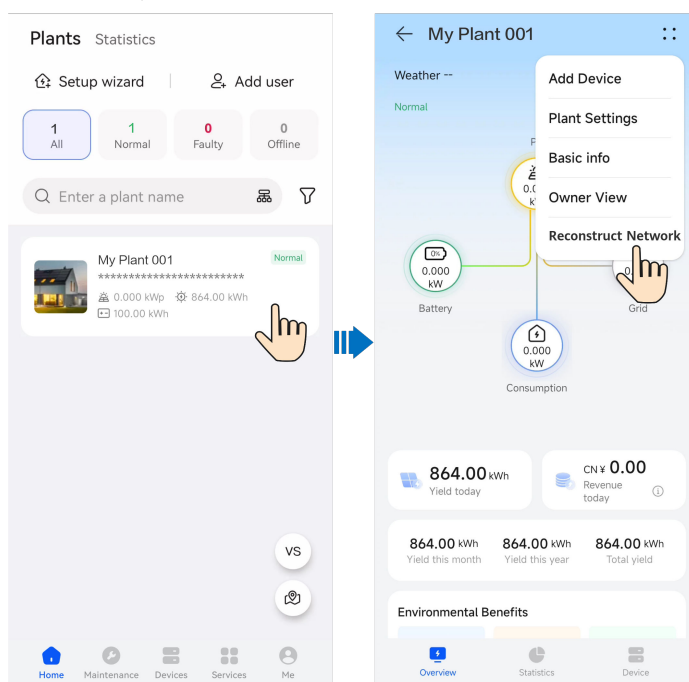 Plants Statistics
Setup wizard
Add user
1
All
1
Normal
0
Faulty
0
Offline
Enter a plant name
My Plant 001
Normal
*************************
0.000 kWp 864.00 kWh
100.00 kWh
VS
Home
Maintenance
Devices
Services
Me
My Plant 001
Weather --
Normal
Add Device
Plant Settings
Basic info
Owner View
Reconstruct Network
0%
0.000
kW
Battery
Grid
0.000
kW
Consumption
864.00 kWh
Yield today
CN¥ 0.00
Revenue
today
864.00 kWh
Yield this month
864.00 kWh
Yield this year
864.00 kWh
Total yield
Environmental Benefits
Overview
Statistics
Device